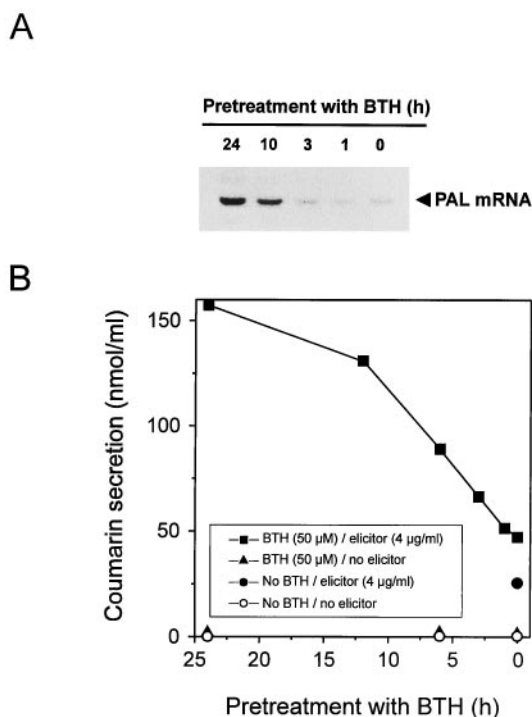 A
Pretreatment with BTH (h)
24 10 3 1 0
PAL mRNA
B
Coumarin secretion (nmol/ml)
150
100
50
0
BTH (50 µM) / elicitor (4 µg/ml)
BTH (50 µM) / no elicitor
No BTH / elicitor (4 µg/ml)
No BTH / no elicitor
25 20 15 10 5 0
Pretreatment with BTH (h)